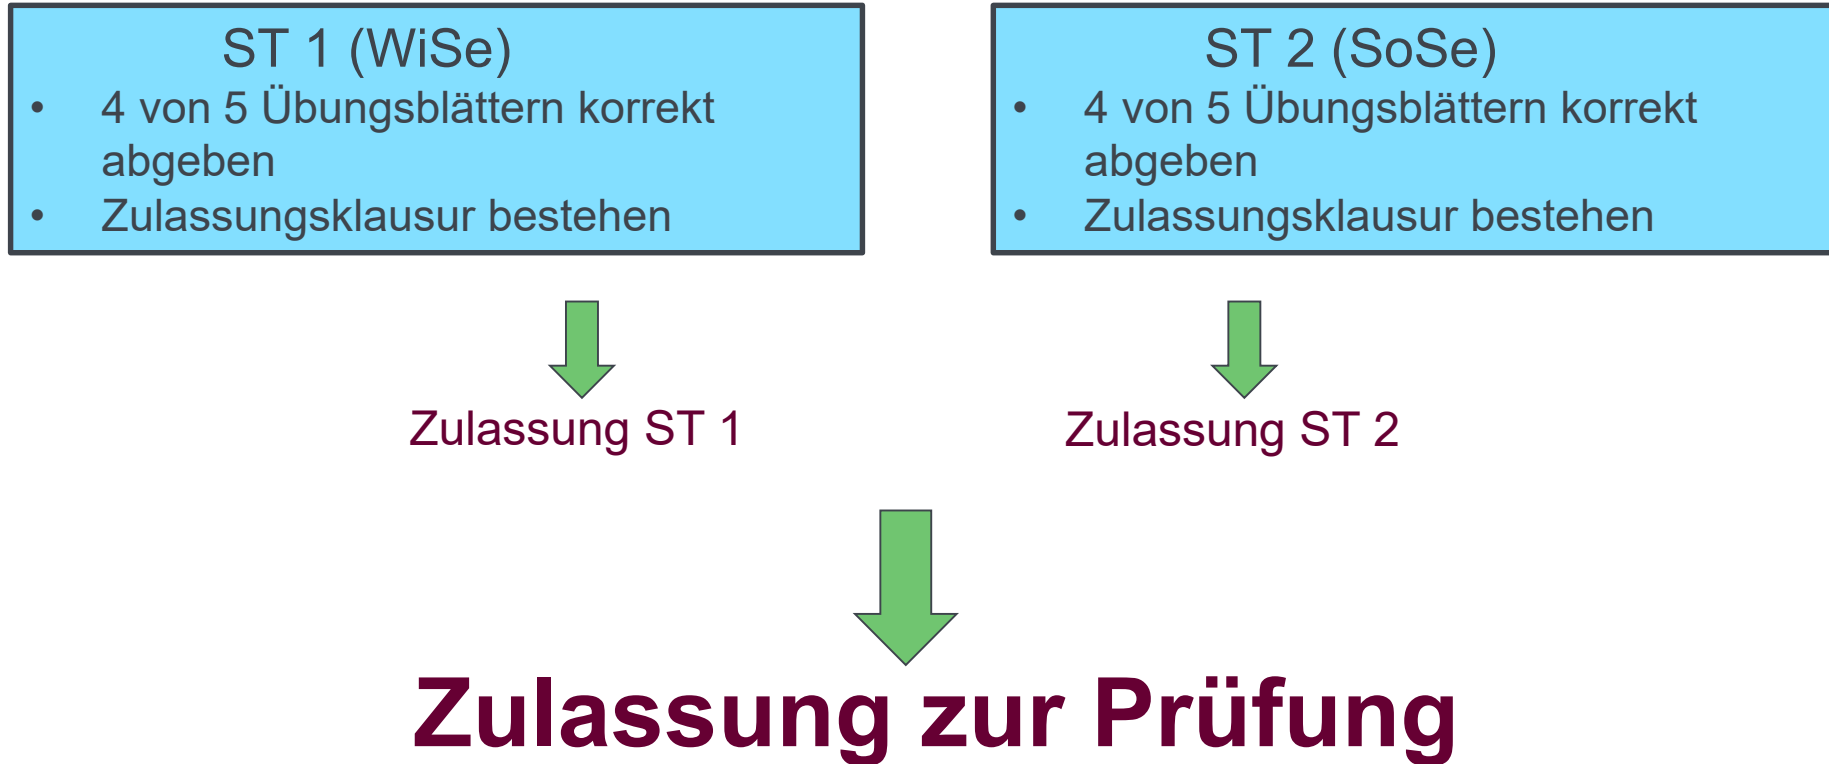 ST 1 (WiSe)
• 4 von 5 Übungsblättern korrekt
abgeben
• Zulassungsklausur bestehen
ST 2 (SoSe)
• 4 von 5 Übungsblättern korrekt
abgeben
• Zulassungsklausur bestehen
Zulassung ST 1
Zulassung ST 2
Zulassung zur Prüfung